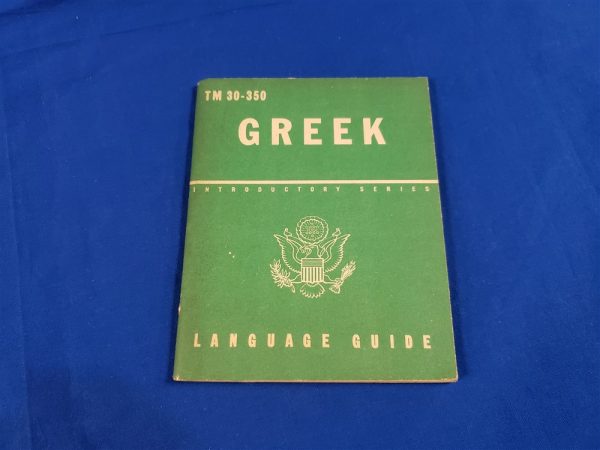 TM 30-350
GREEK
INTRODUCTORY SERIES
LANGUAGE GUIDE